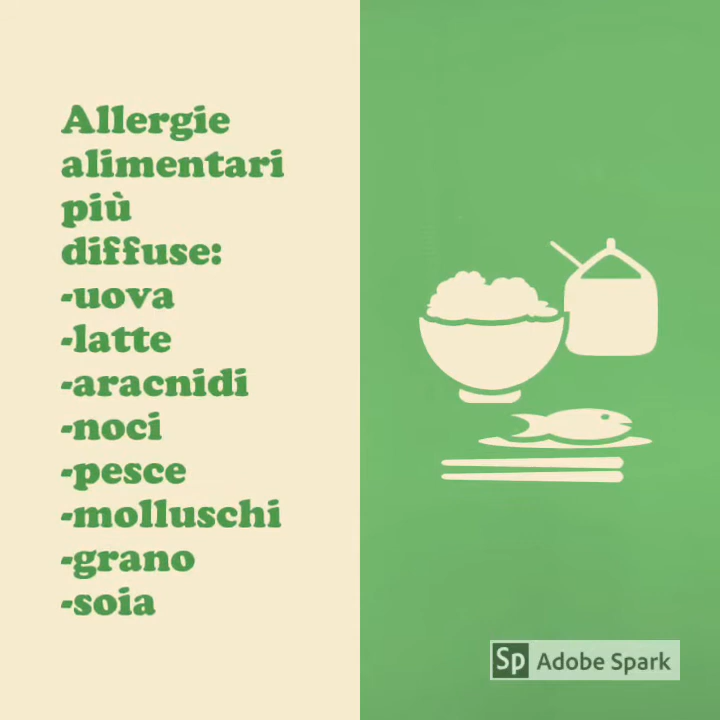 Allergie
alimentari
più
diffuse:
-uova
-latte
-aracnidi
-noci
-pesce
-molluschi
-grano
-soia
Sp Adobe Spark